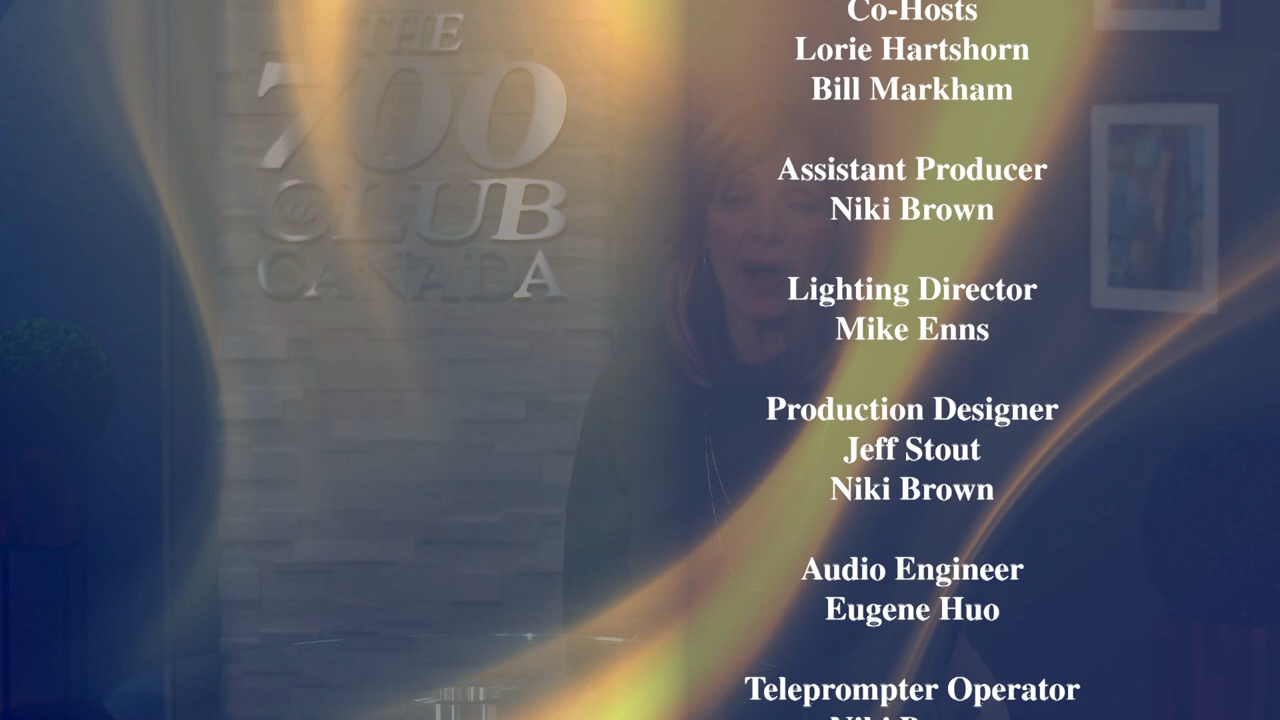 THE
700
CLUB
CANADA
Co-Hosts
Lorie Hartshorn
Bill Markham
Assistant Producer
Niki Brown
Lighting Director
Mike Enns
Production Designer
Jeff Stout
Niki Brown
Audio Engineer
Eugene Huo
Teleprompter Operator